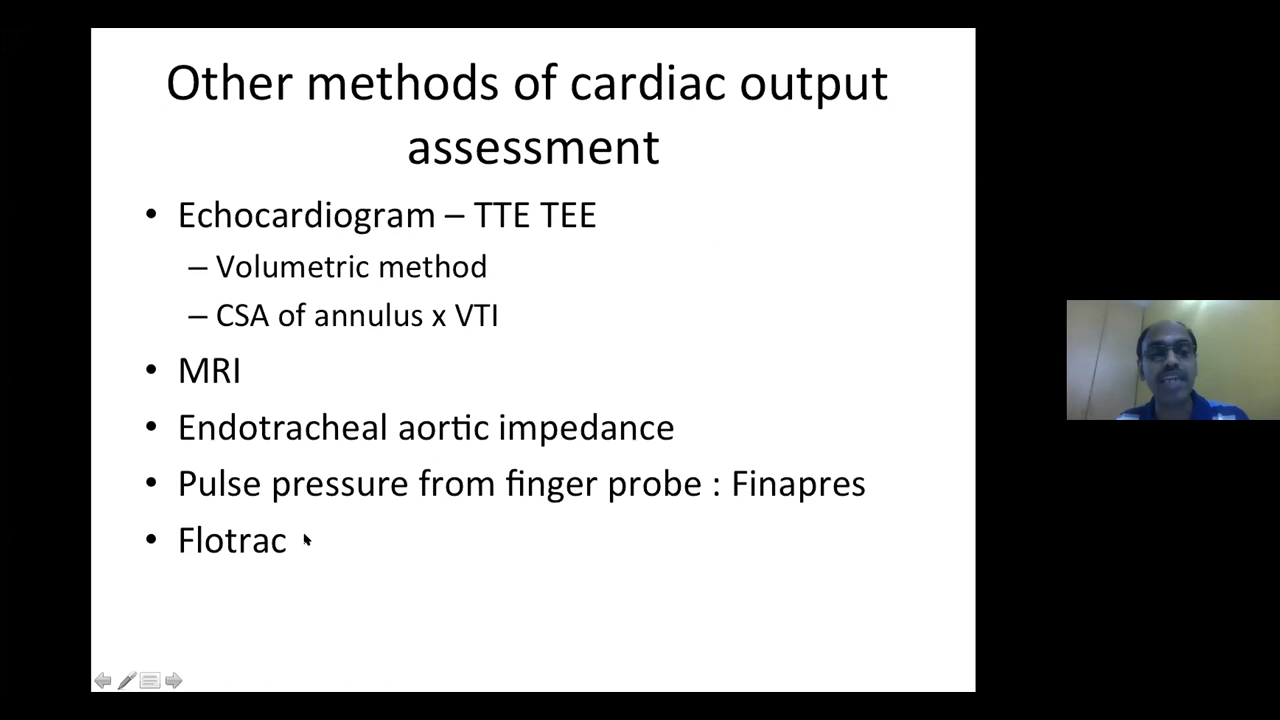 Other methods of cardiac output
assessment
• Echocardiogram – TTE TEE
– Volumetric method
– CSA of annulus x VTI
• MRI
• Endotracheal aortic impedance
• Pulse pressure from finger probe : Finapres
• Flotrac